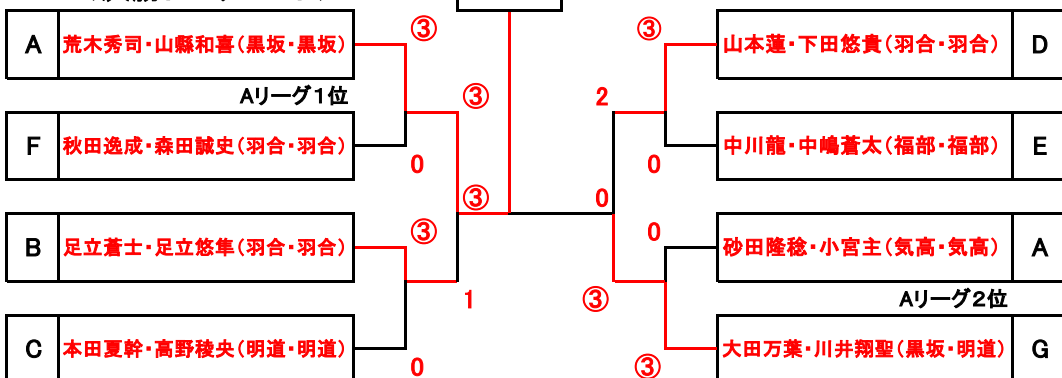 A 荒木秀司・山縣和喜(黒坂・黒坂)
③
Aリーグ1位
③
F 秋田逸成・森田誠史(羽合・羽合)
0
③
B 足立蒼士・足立悠隼(羽合・羽合)
③
1
C 本田夏幹・高野稜央(明道・明道)
0
③
山本蓮・下田悠貴(羽合・羽合) D
2
中川龍・中嶋蒼太(福部・福部) E
0
0
0
砂田隆稔・小宮主(気高・気高) A
Aリーグ2位
③
大田万葉・川井翔聖(黒坂・明道) G
③